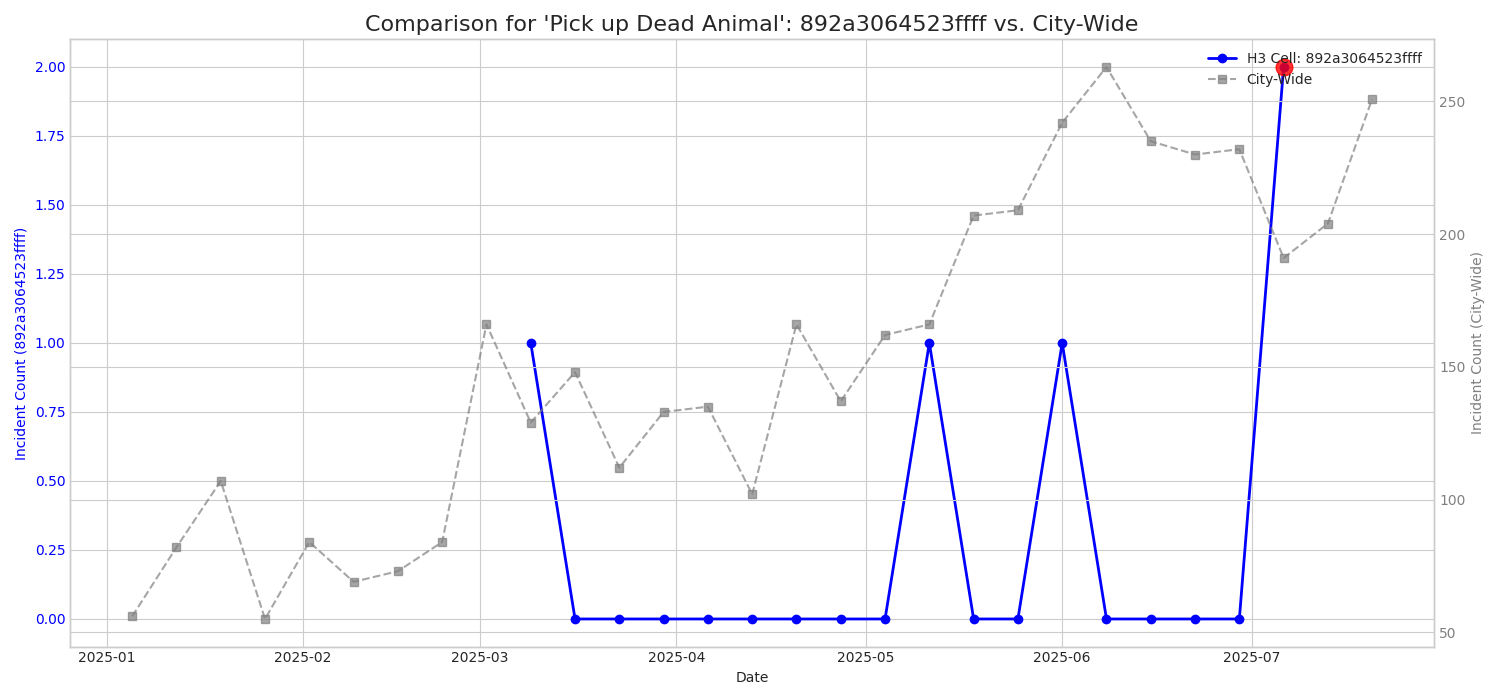 Comparison for 'Pick up Dead Animal': 892a3064523ffff vs. City-Wide
H3 Cell: 892a3064523ffff
City-Wide
Incident Count (892a3064523ffff)
2.00
1.75
1.50
1.25
1.00
0.75
0.50
0.25
0.00
250
200
150
100
50
Incident Count (City-Wide)
2025-01 2025-02 2025-03 2025-04 2025-05 2025-06 2025-07
Date